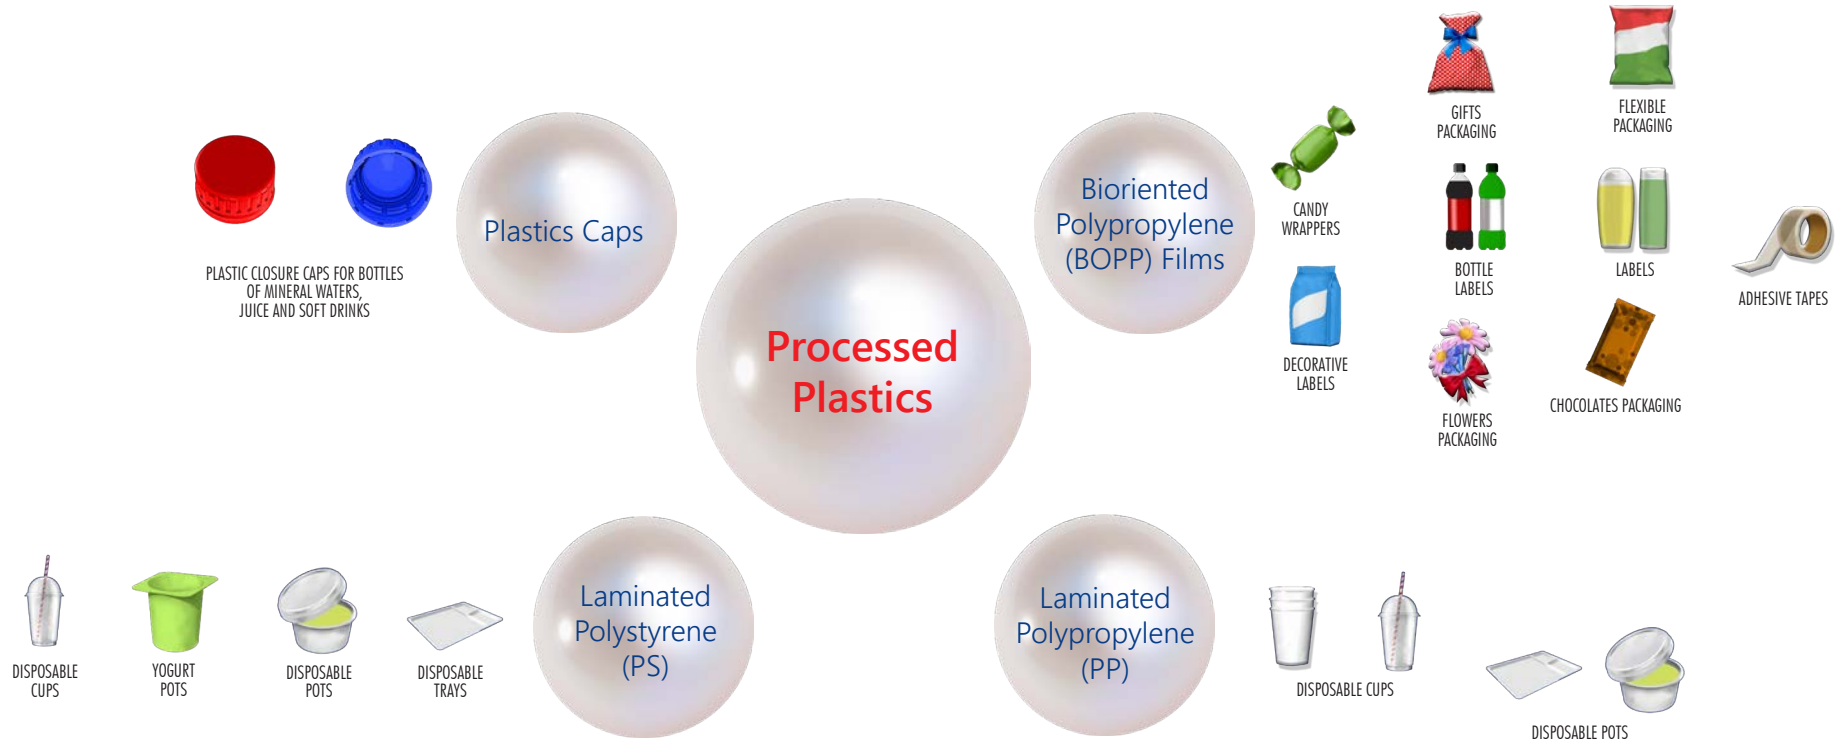 Processed
Plastics
Plastics Caps
PLASTIC CLOSURE CAPS FOR BOTTLES
OF MINERAL WATERS,
JUICE AND SOFT DRINKS
Bioriented
Polypropylene
(BOPP) Films
CANDY
WRAPPERS
GIFTS
PACKAGING
FLEXIBLE
PACKAGING
BOTTLE
LABELS
LABELS
ADHESIVE TAPES
DECORATIVE
LABELS
FLOWERS
PACKAGING
CHOCOLATES PACKAGING
Laminated
Polystyrene
(PS)
DISPOSABLE
CUPS
YOGURT
POTS
DISPOSABLE
POTS
DISPOSABLE
TRAYS
Laminated
Polypropylene
(PP)
DISPOSABLE CUPS
DISPOSABLE POTS